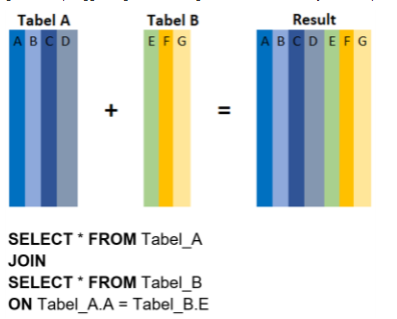 Tabel A Tabel B Result
A B C D E F G A B C D E F G
+ =
SELECT * FROM Tabel_A
JOIN
SELECT * FROM Tabel_B
ON Tabel_A.A = Tabel_B.E